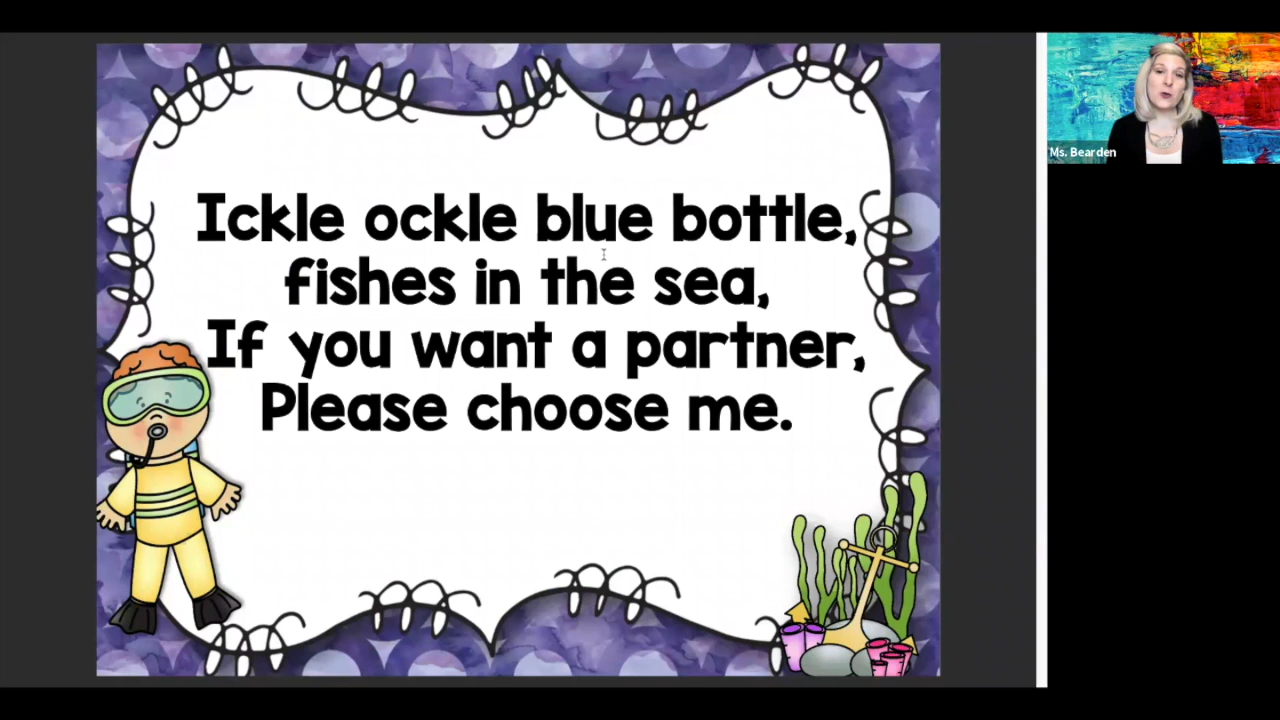 Ickle ockle blue bottle,
fishes in the sea,
If you want a partner,
Please choose me.
Ms. Bearden